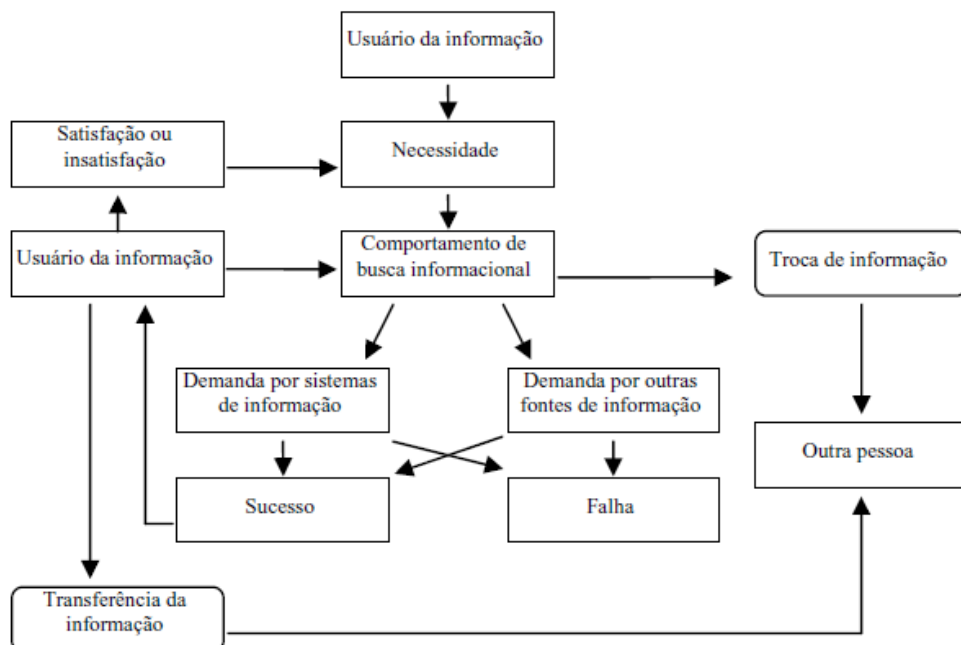 Usuário da informação
Satisfação ou
insatisfação
Necessidade
Usuário da informação
Comportamento de
busca informacional
Troca de informação
Demanda por sistemas
de informação
Demanda por outras
fontes de informação
Outra pessoa
Sucesso
Falha
Transferência da
informação